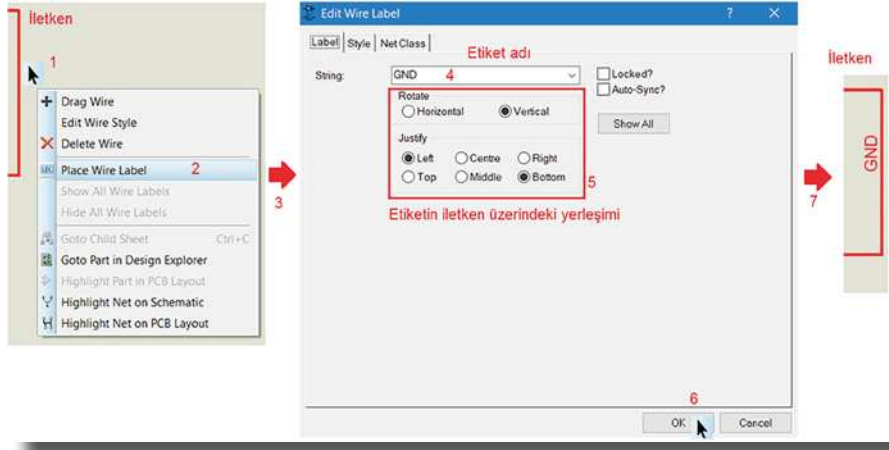 İletken
1
Drag Wire
Edit Wire Style
Delete Wire
Place Wire Label 2
Show All Wire Labels
Hide All Wire Labels
Goto Child Sheet Ctrl+C
Goto Part in Design Explorer
Highlight Part in PCB Layout
Highlight Net on Schematic
Highlight Net on PCB Layout
3
Edit Wire Label ? ×
Label Style Net Class
Etiket adı
String: GND 4
Locked?
Auto-Sync?
Show All
Rotate
Horizontal Vertical
Justify
Left Centre Right
Top Middle Bottom
5
Etiketin iletken üzerindeki yerleşimi
6
OK Cancel
7
İletken
GND